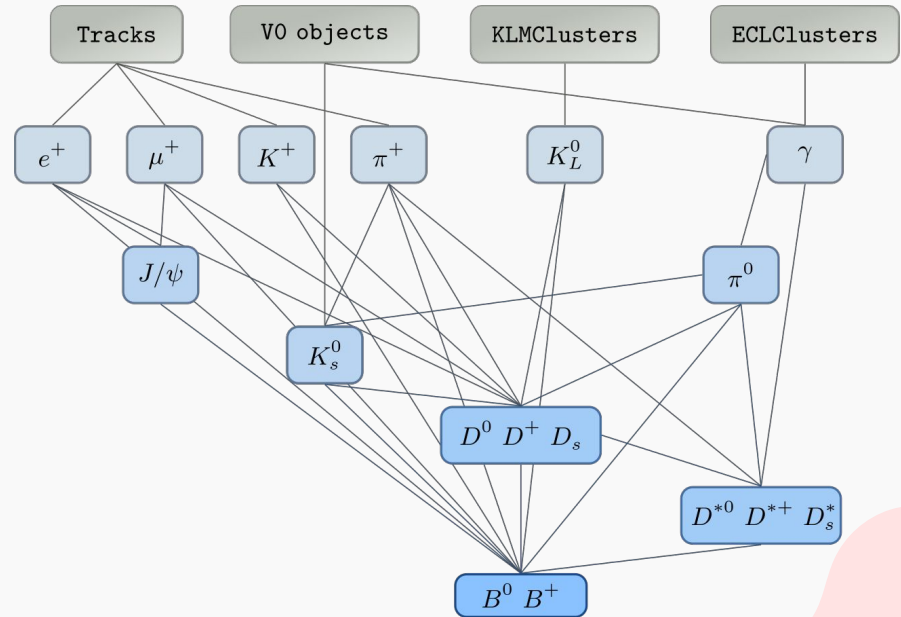 Tracks V0 objects KLMClusters ECLClusters
e⁺ μ⁺ K⁺ π⁺ K⁰_L γ
J/ψ π⁰
K⁰_s
D⁰ D⁺ D_s
D*⁰ D*⁺ D*_s
B⁰ B⁺